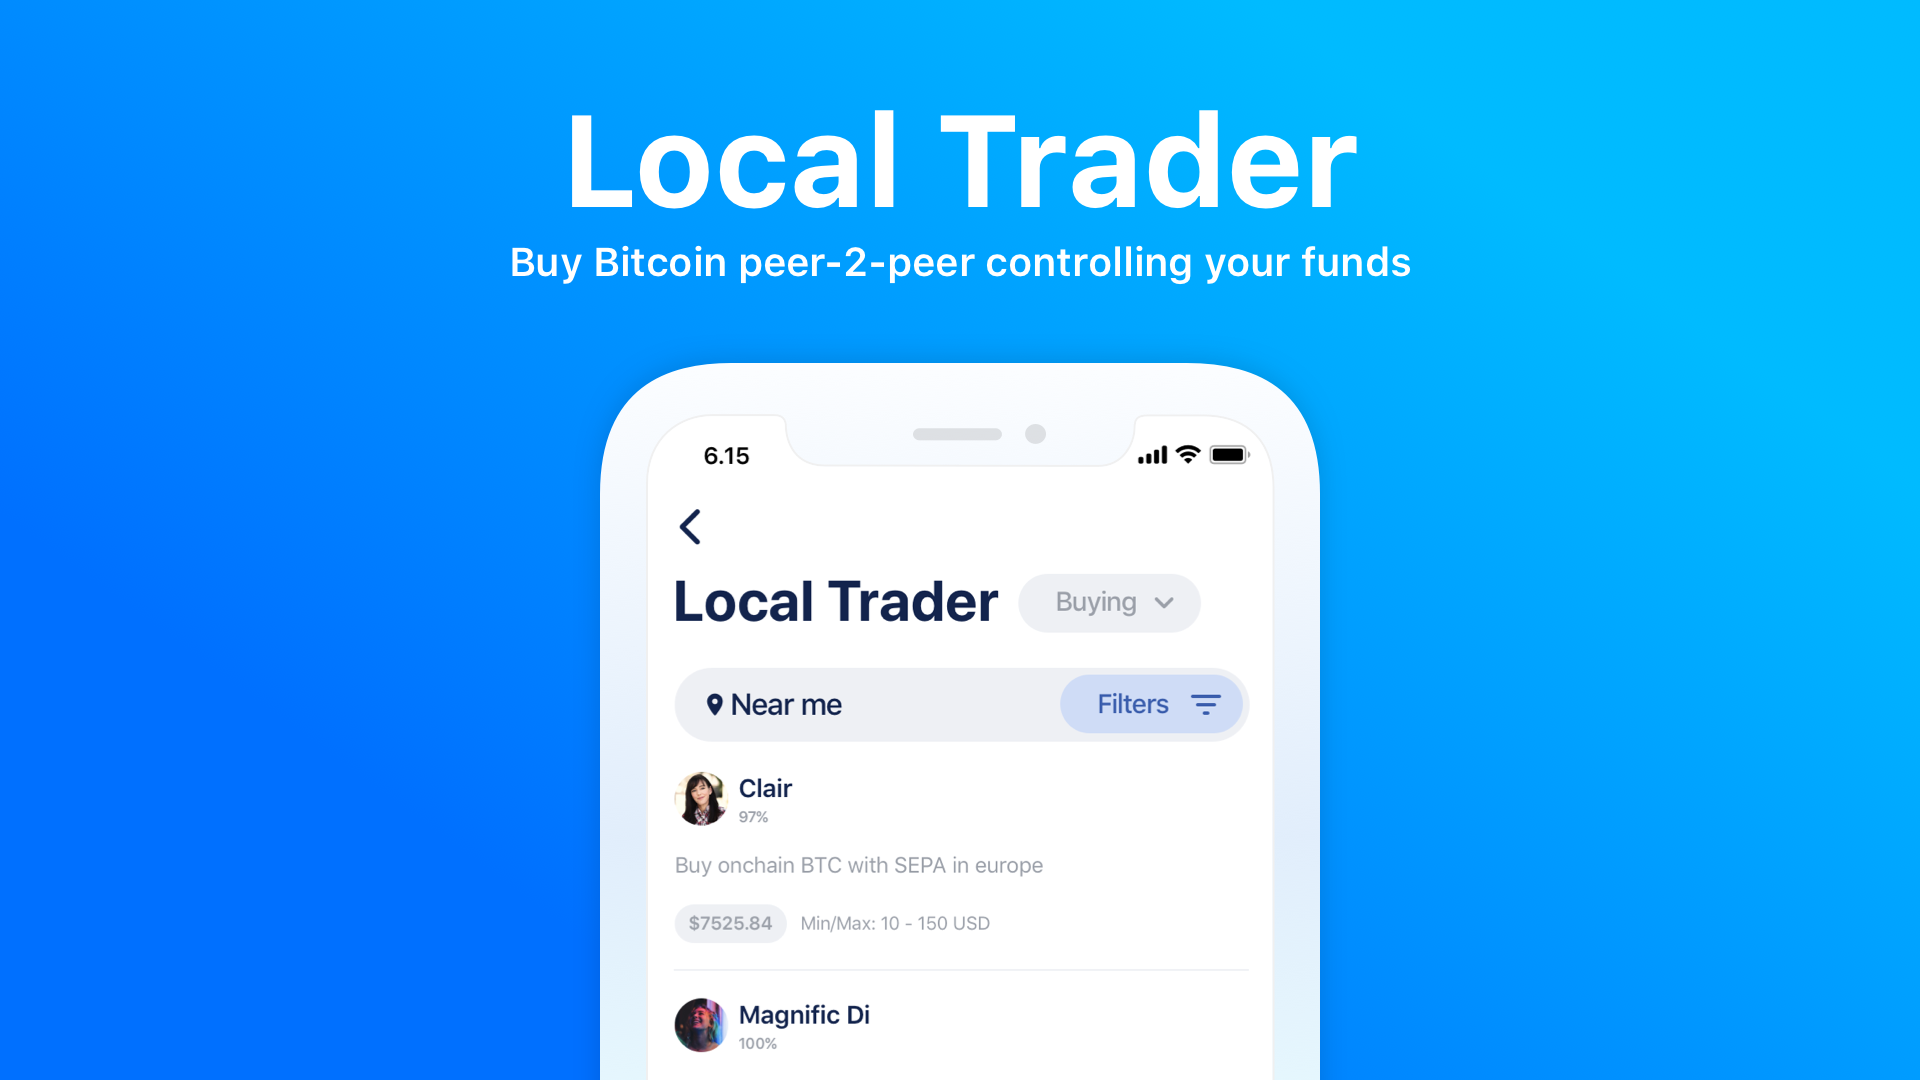 Local Trader
Buy Bitcoin peer-2-peer controlling your funds
6.15
Local Trader
Buying
Near me
Filters
Clair
97%
Buy onchain BTC with SEPA in europe
$7525.84 Min/Max: 10 - 150 USD
Magnific Di
100%